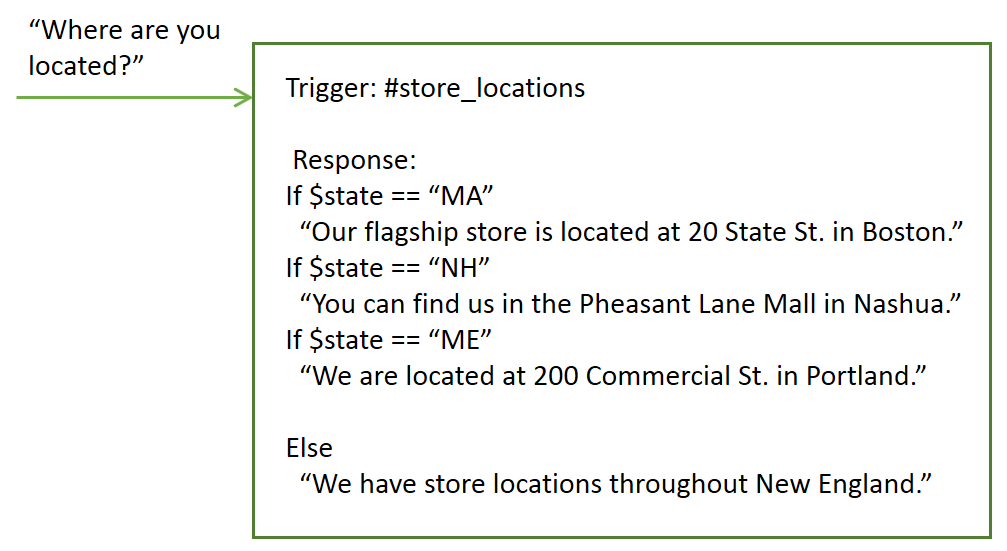 “Where are you
located?”
Trigger: #store_locations
Response:
If $state == “MA”
“Our flagship store is located at 20 State St. in Boston.”
If $state == “NH”
“You can find us in the Pheasant Lane Mall in Nashua.”
If $state == “ME”
“We are located at 200 Commercial St. in Portland.”
Else
“We have store locations throughout New England.”